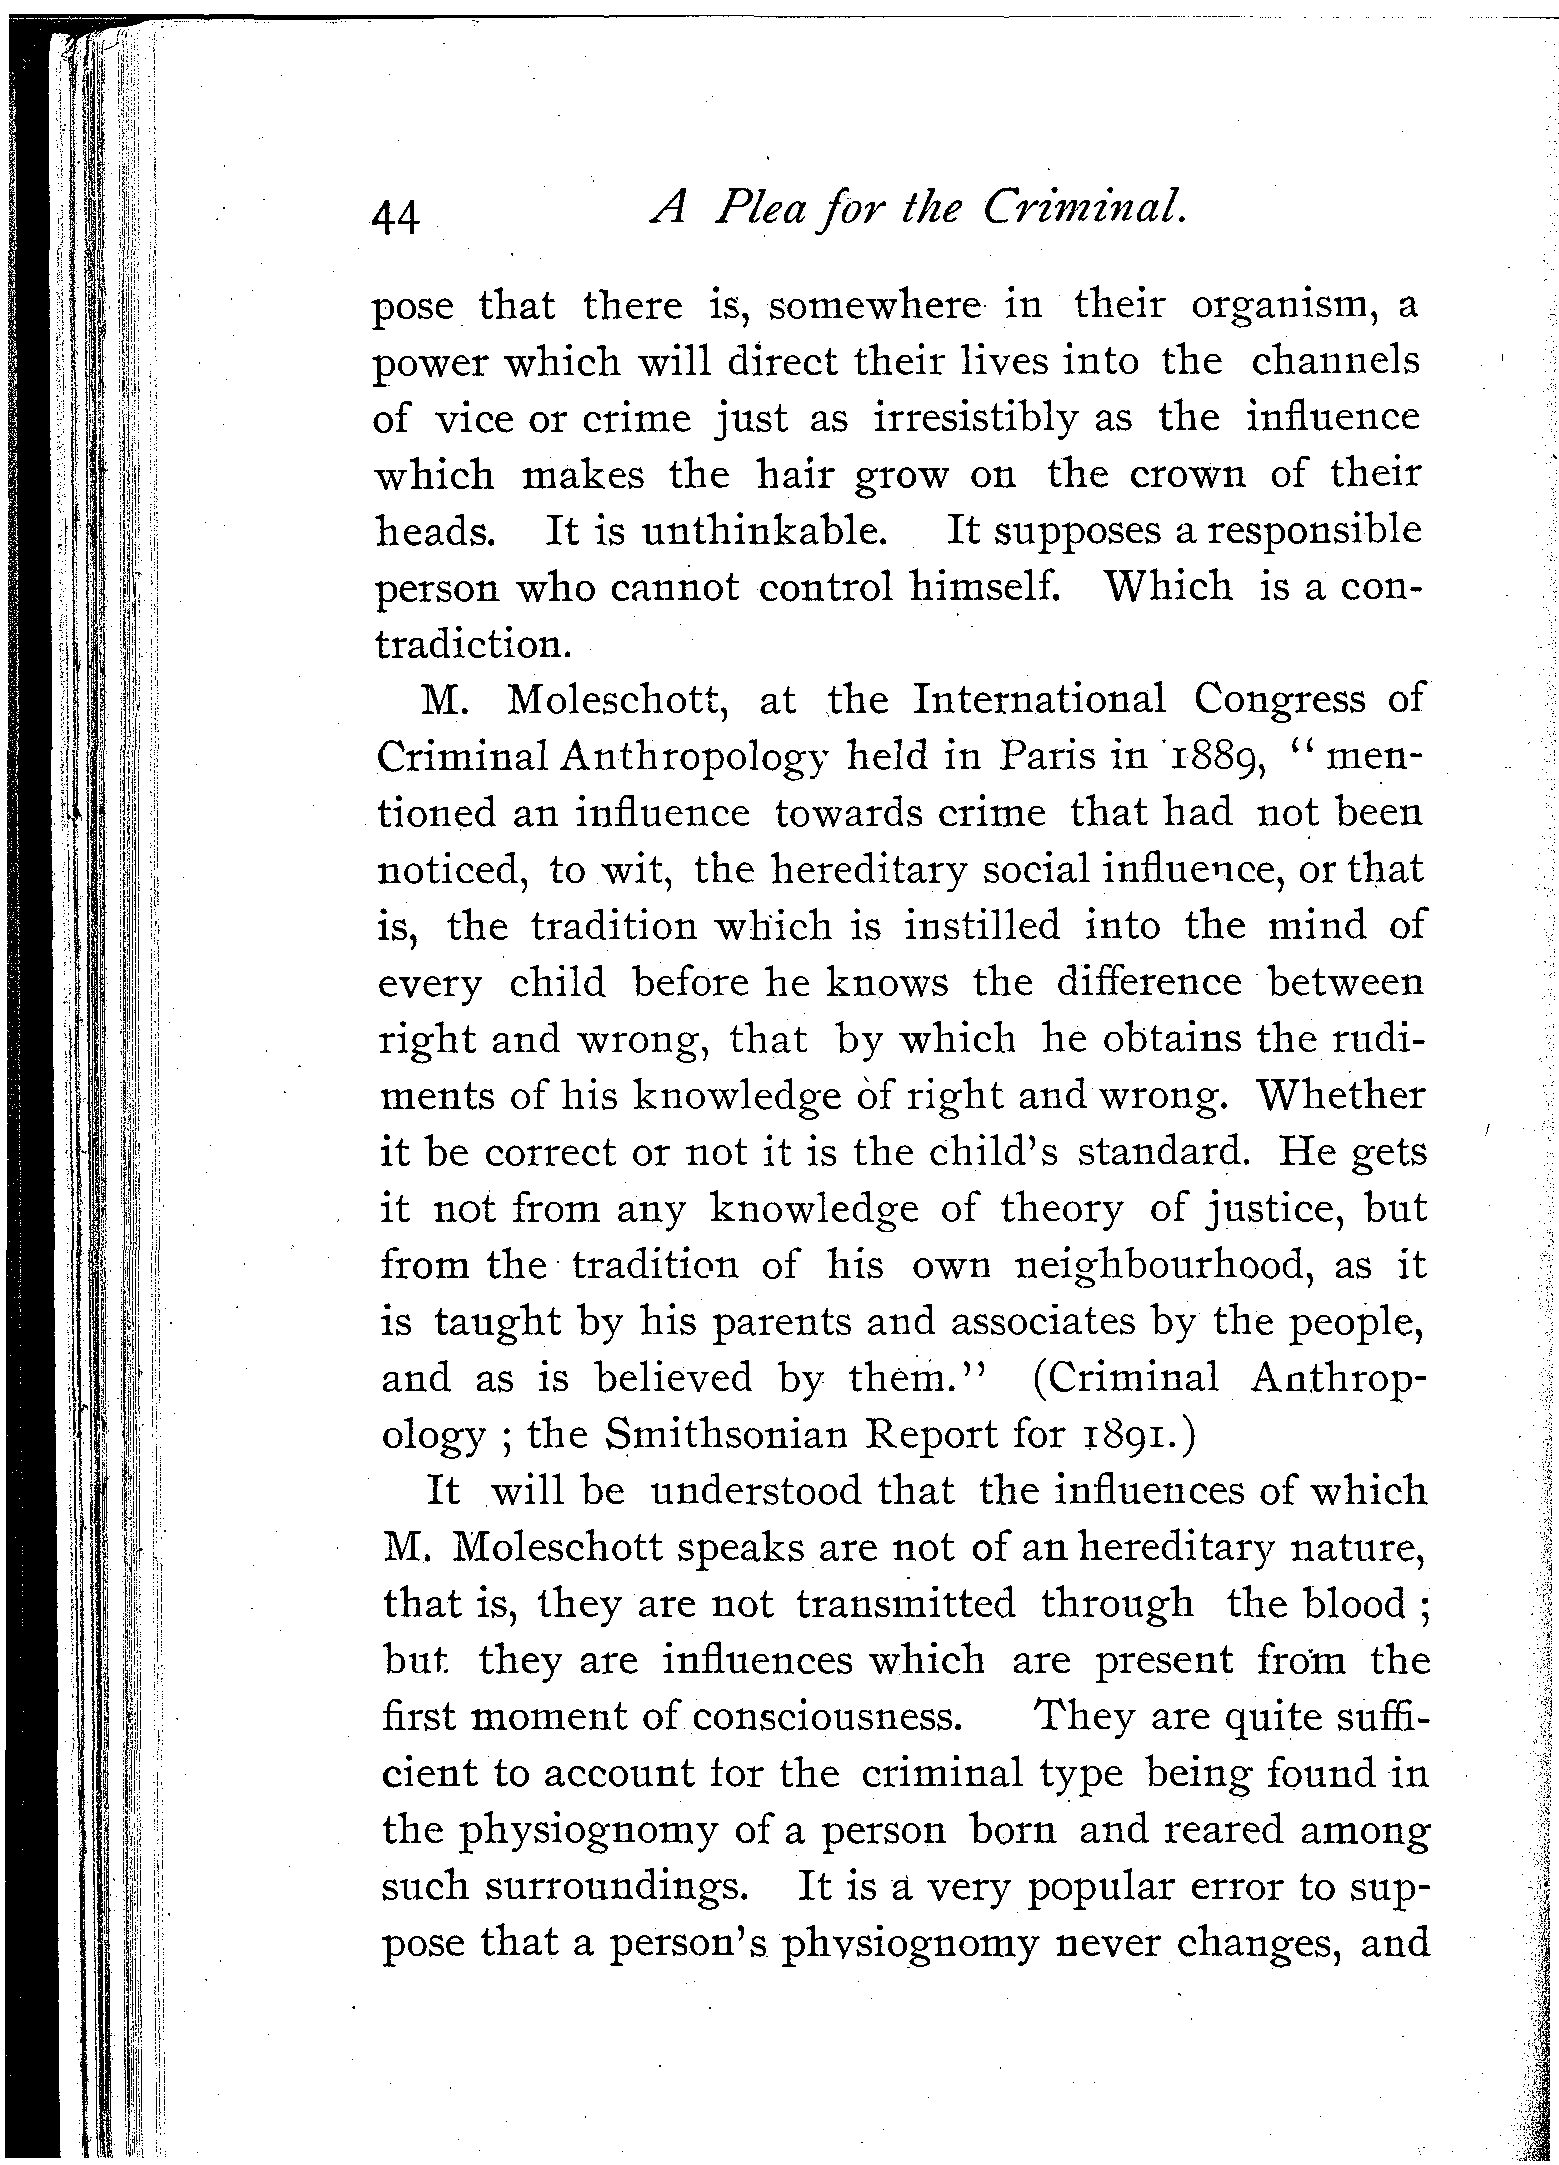 44 A Plea for the Criminal.
pose that there is, somewhere in their organism, a
power which will direct their lives into the channels
of vice or crime just as irresistibly as the influence
which makes the hair grow on the crown of their
heads. It is unthinkable. It supposes a responsible
person who cannot control himself. Which is a con-
tradiction.
M. Moleschott, at the International Congress of
Criminal Anthropology held in Paris in 1889, "men-
tioned an influence towards crime that had not been
noticed, to wit, the hereditary social influence, or that
is, the tradition which is instilled into the mind of
every child before he knows the difference between
right and wrong, that by which he obtains the rudi-
ments of his knowledge of right and wrong. Whether
it be correct or not it is the child's standard. He gets
it not from any knowledge of theory of justice, but
from the tradition of his own neighbourhood, as it
is taught by his parents and associates by the people,
and as is believed by them." (Criminal Anthrop-
ology ; the Smithsonian Report for 1891.)
It will be understood that the influences of which
M. Moleschott speaks are not of an hereditary nature,
that is, they are not transmitted through the blood ;
but they are influences which are present from the
first moment of consciousness. They are quite suffi-
cient to account for the criminal type being found in
the physiognomy of a person born and reared among
such surroundings. It is a very popular error to sup-
pose that a person's physiognomy never changes, and